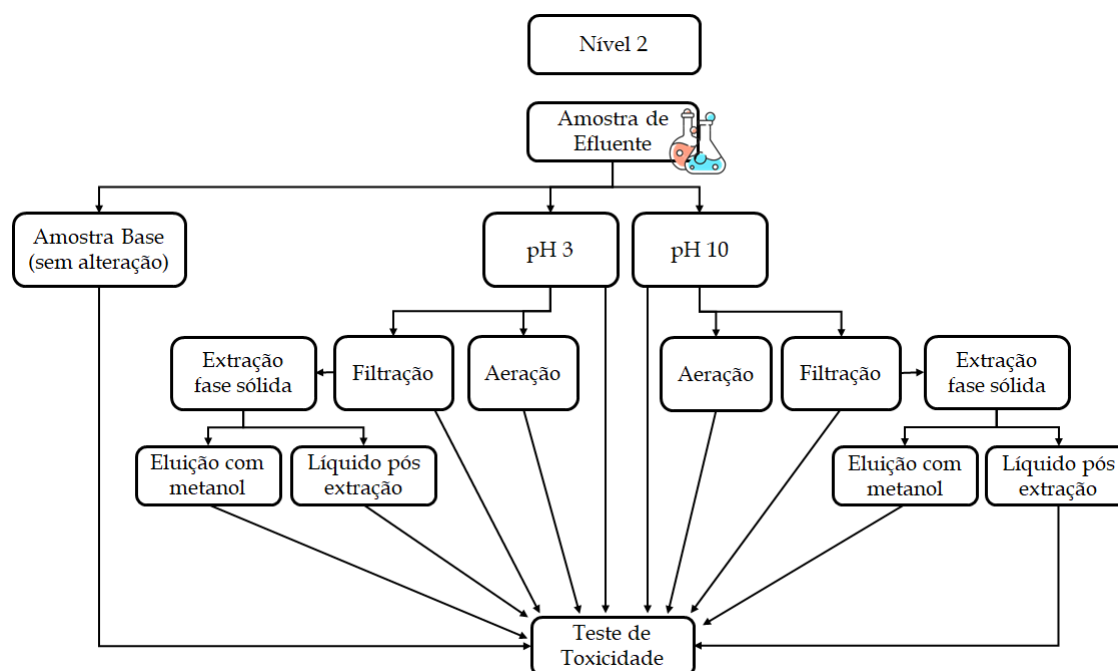 Nível 2
Amostra de
Efluente
Amostra Base
(sem alteração)
pH 3
pH 10
Extração
fase sólida
Filtração
Aeração
Aeração
Filtração
Extração
fase sólida
Eluição com
metanol
Líquido pós
extração
Eluição com
metanol
Líquido pós
extração
Teste de
Toxicidade